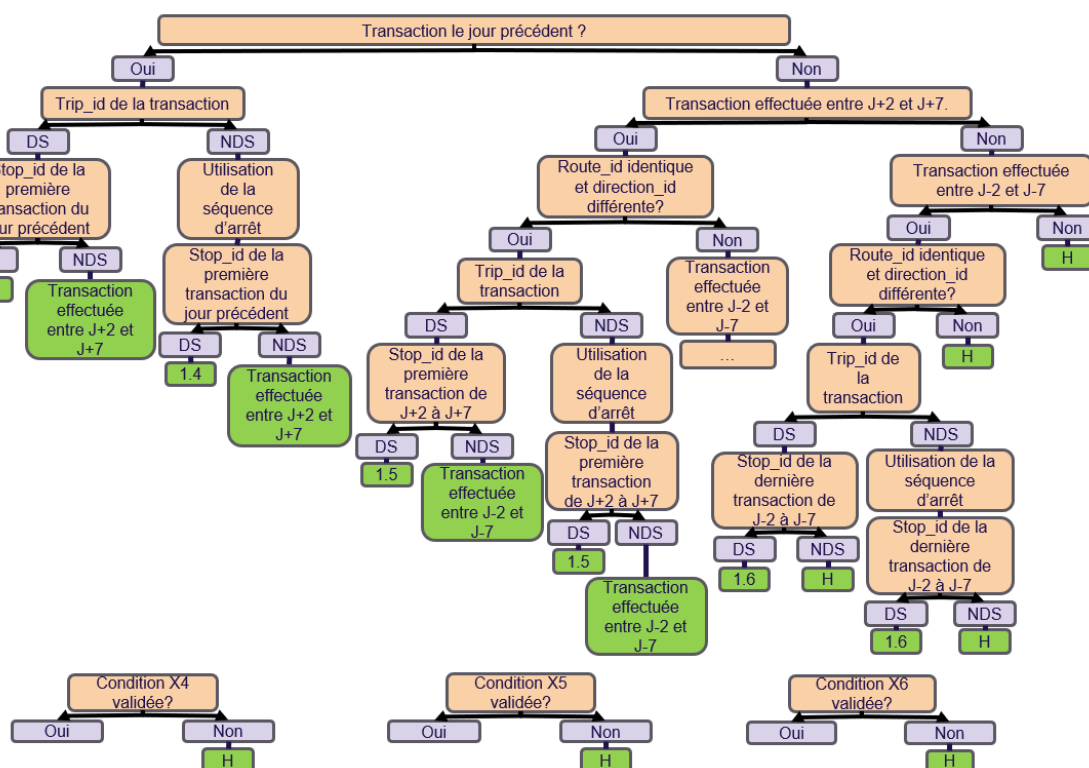 Transaction le jour précédent ?
Oui
Non
Trip_id de la transaction
Transaction effectuée entre J+2 et J+7.
DS
NDS
Oui
Non
de la
première
du
précédent
Utilisation
de la
séquence
d'arrêt
Route_id identique
et direction_id
différente?
Transaction effectuée
entre J-2 et J-7
NDS
Stop_id de la
première
transaction du
jour précédent
Oui
Non
Oui
Non
H
Transaction
effectuée
entre J+2 et
J+7
Trip_id de la
transaction
Transaction
effectuée
entre J-2 et
J-7
Route_id identique
et direction_id
différente?
DS
NDS
1.4
Transaction
effectuée
entre J+2 et
J+7
DS
NDS
...
Oui
Non
H
Stop_id de la
première
transaction de
J+2 à J+7
Utilisation
de la
séquence
d'arrêt
Trip_id de
la
transaction
DS
NDS
1.5
Transaction
effectuée
entre J-2 et
J-7
Stop_id de la
première
transaction
de J+2 à J+7
DS
NDS
Stop_id de la
dernière
transaction de
J-2 à J-7
Utilisation de la
séquence
d'arrêt
DS
NDS
1.5
Transaction
effectuée
entre J-2 et
J-7
DS
NDS
1.6
H
Stop_id de la
dernière
transaction de
J-2 à J-7
DS
NDS
1.6
H
Condition X4
validée?
Oui
Non
H
Condition X5
validée?
Oui
Non
H
Condition X6
validée?
Oui
Non
H